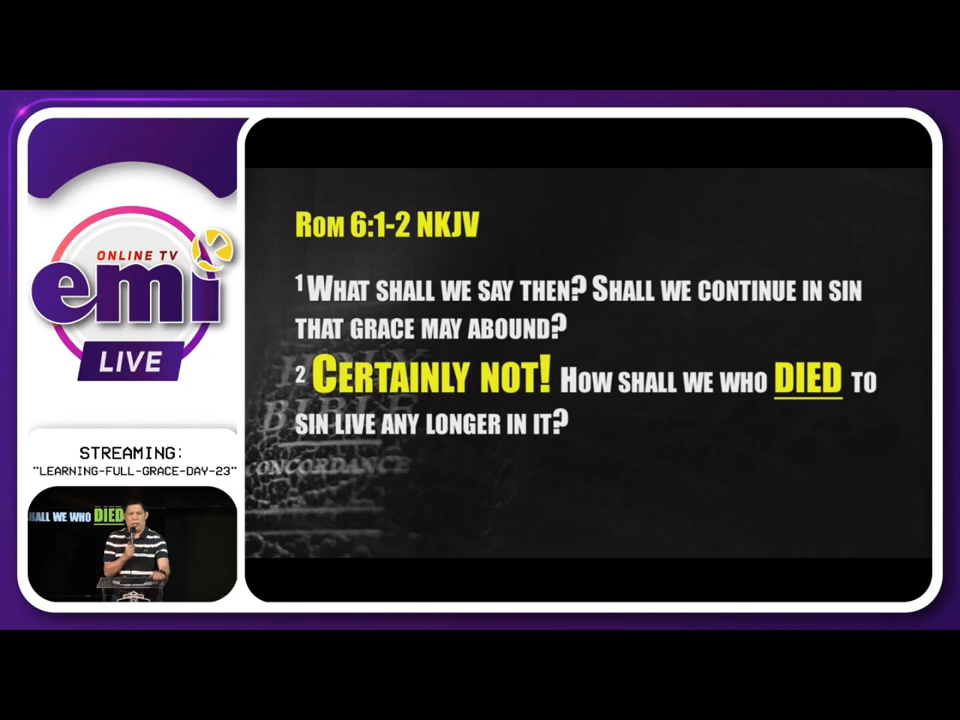 ONLINE TV
emi
LIVE
STREAMING:
"LEARNING-FULL-GRACE-DAY-23"
HALL WE WHO DIED
ROM 6:1-2 NKJV
1 WHAT SHALL WE SAY THEN? SHALL WE CONTINUE IN SIN
THAT GRACE MAY ABOUND?
2 CERTAINLY NOT! HOW SHALL WE WHO DIED TO
SIN LIVE ANY LONGER IN IT?
HOLY
BIBLE
CONCORDANCE